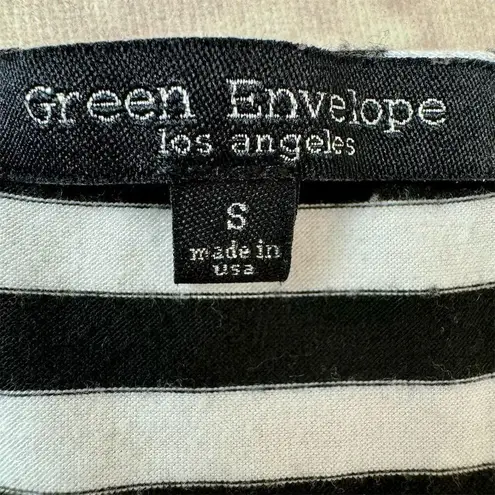 Green Envelope
los angeles
S
made in
usa